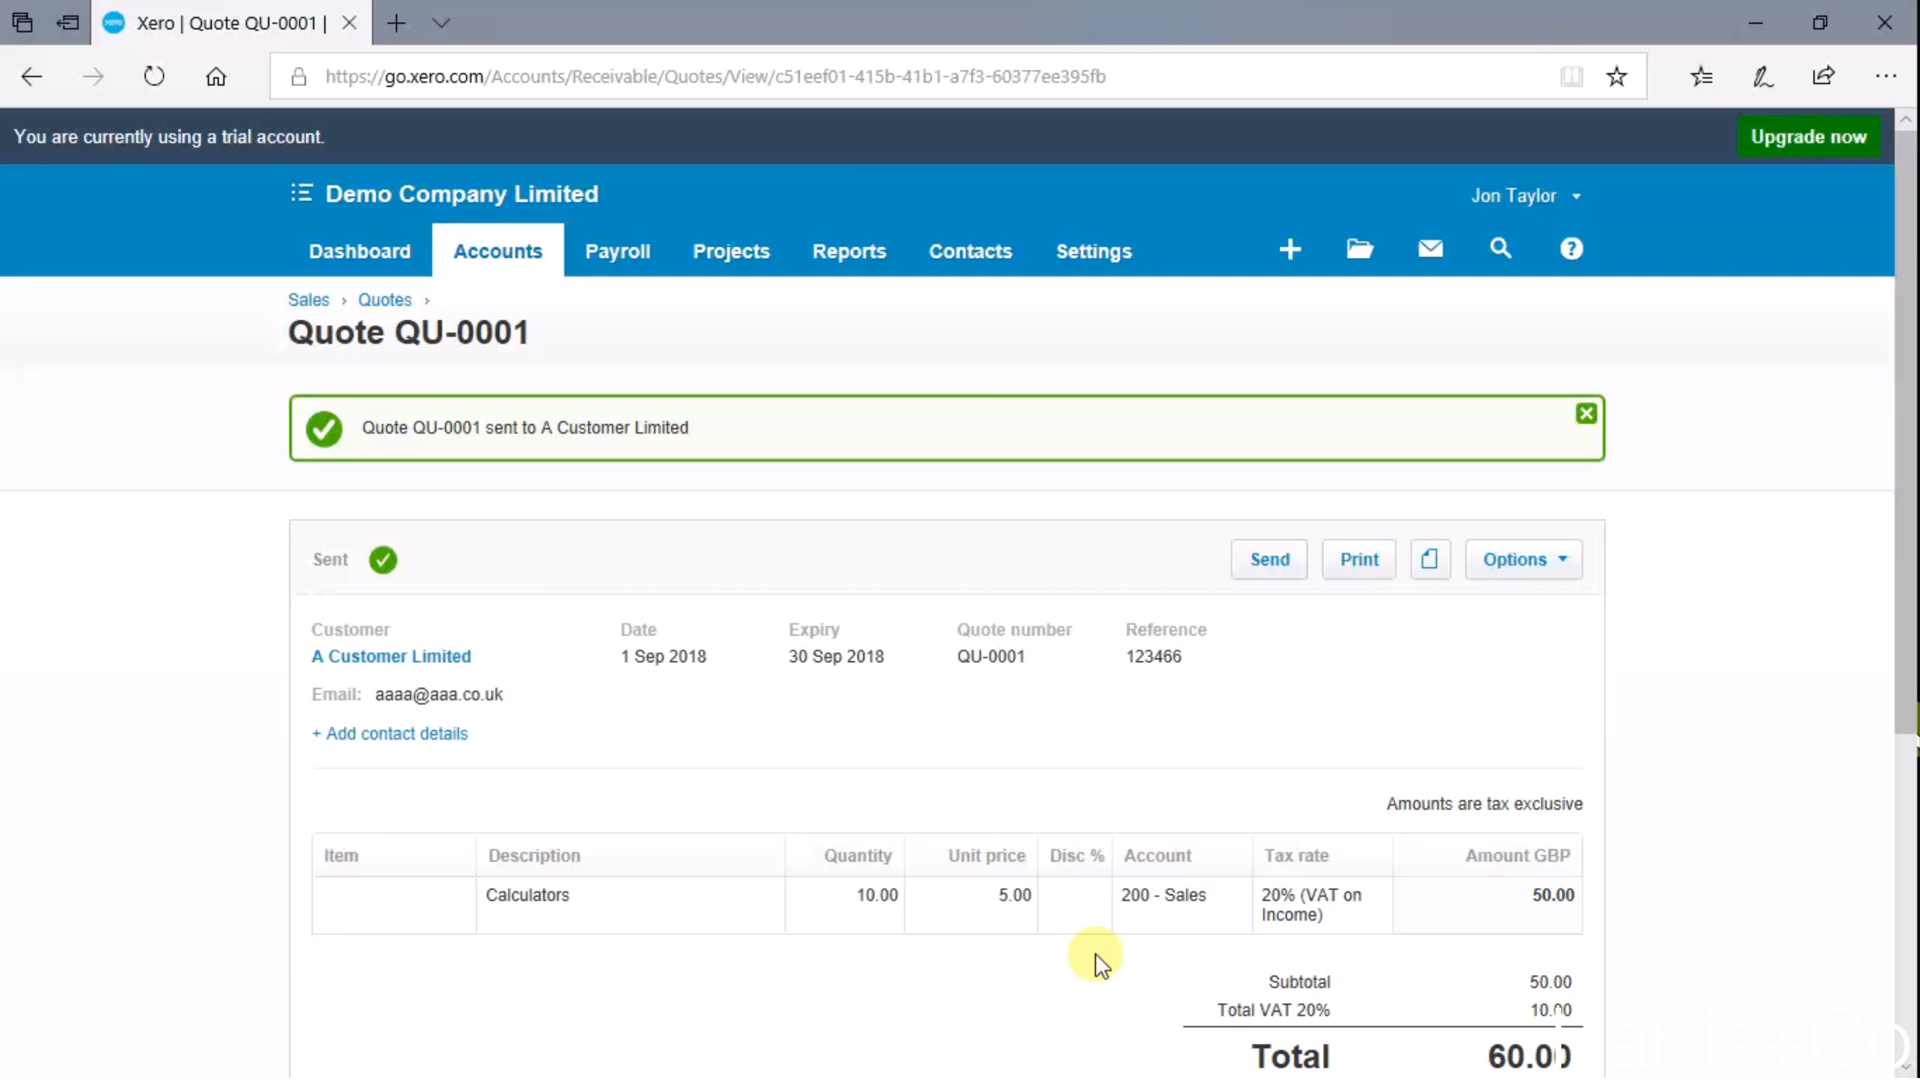 Xero | Quote QU-0001 |
https://go.xero.com/Accounts/Receivable/Quotes/View/c51eef01-415b-41b1-a7f3-60377ee395fb
You are currently using a trial account.
Upgrade now
Demo Company Limited
Jon Taylor
Dashboard Accounts Payroll Projects Reports Contacts Settings
Sales › Quotes ›
Quote QU-0001
Quote QU-0001 sent to A Customer Limited
Sent
Send Print Options
Customer Date Expiry Quote number Reference
A Customer Limited 1 Sep 2018 30 Sep 2018 QU-0001 123466
Email: aaaa@aaa.co.uk
+ Add contact details
Amounts are tax exclusive
Item Description Quantity Unit price Disc % Account Tax rate Amount GBP
Calculators 10.00 5.00 200 - Sales 20% (VAT on 50.00
Income)
Subtotal 50.00
Total VAT 20% 10.00
Total 60.00